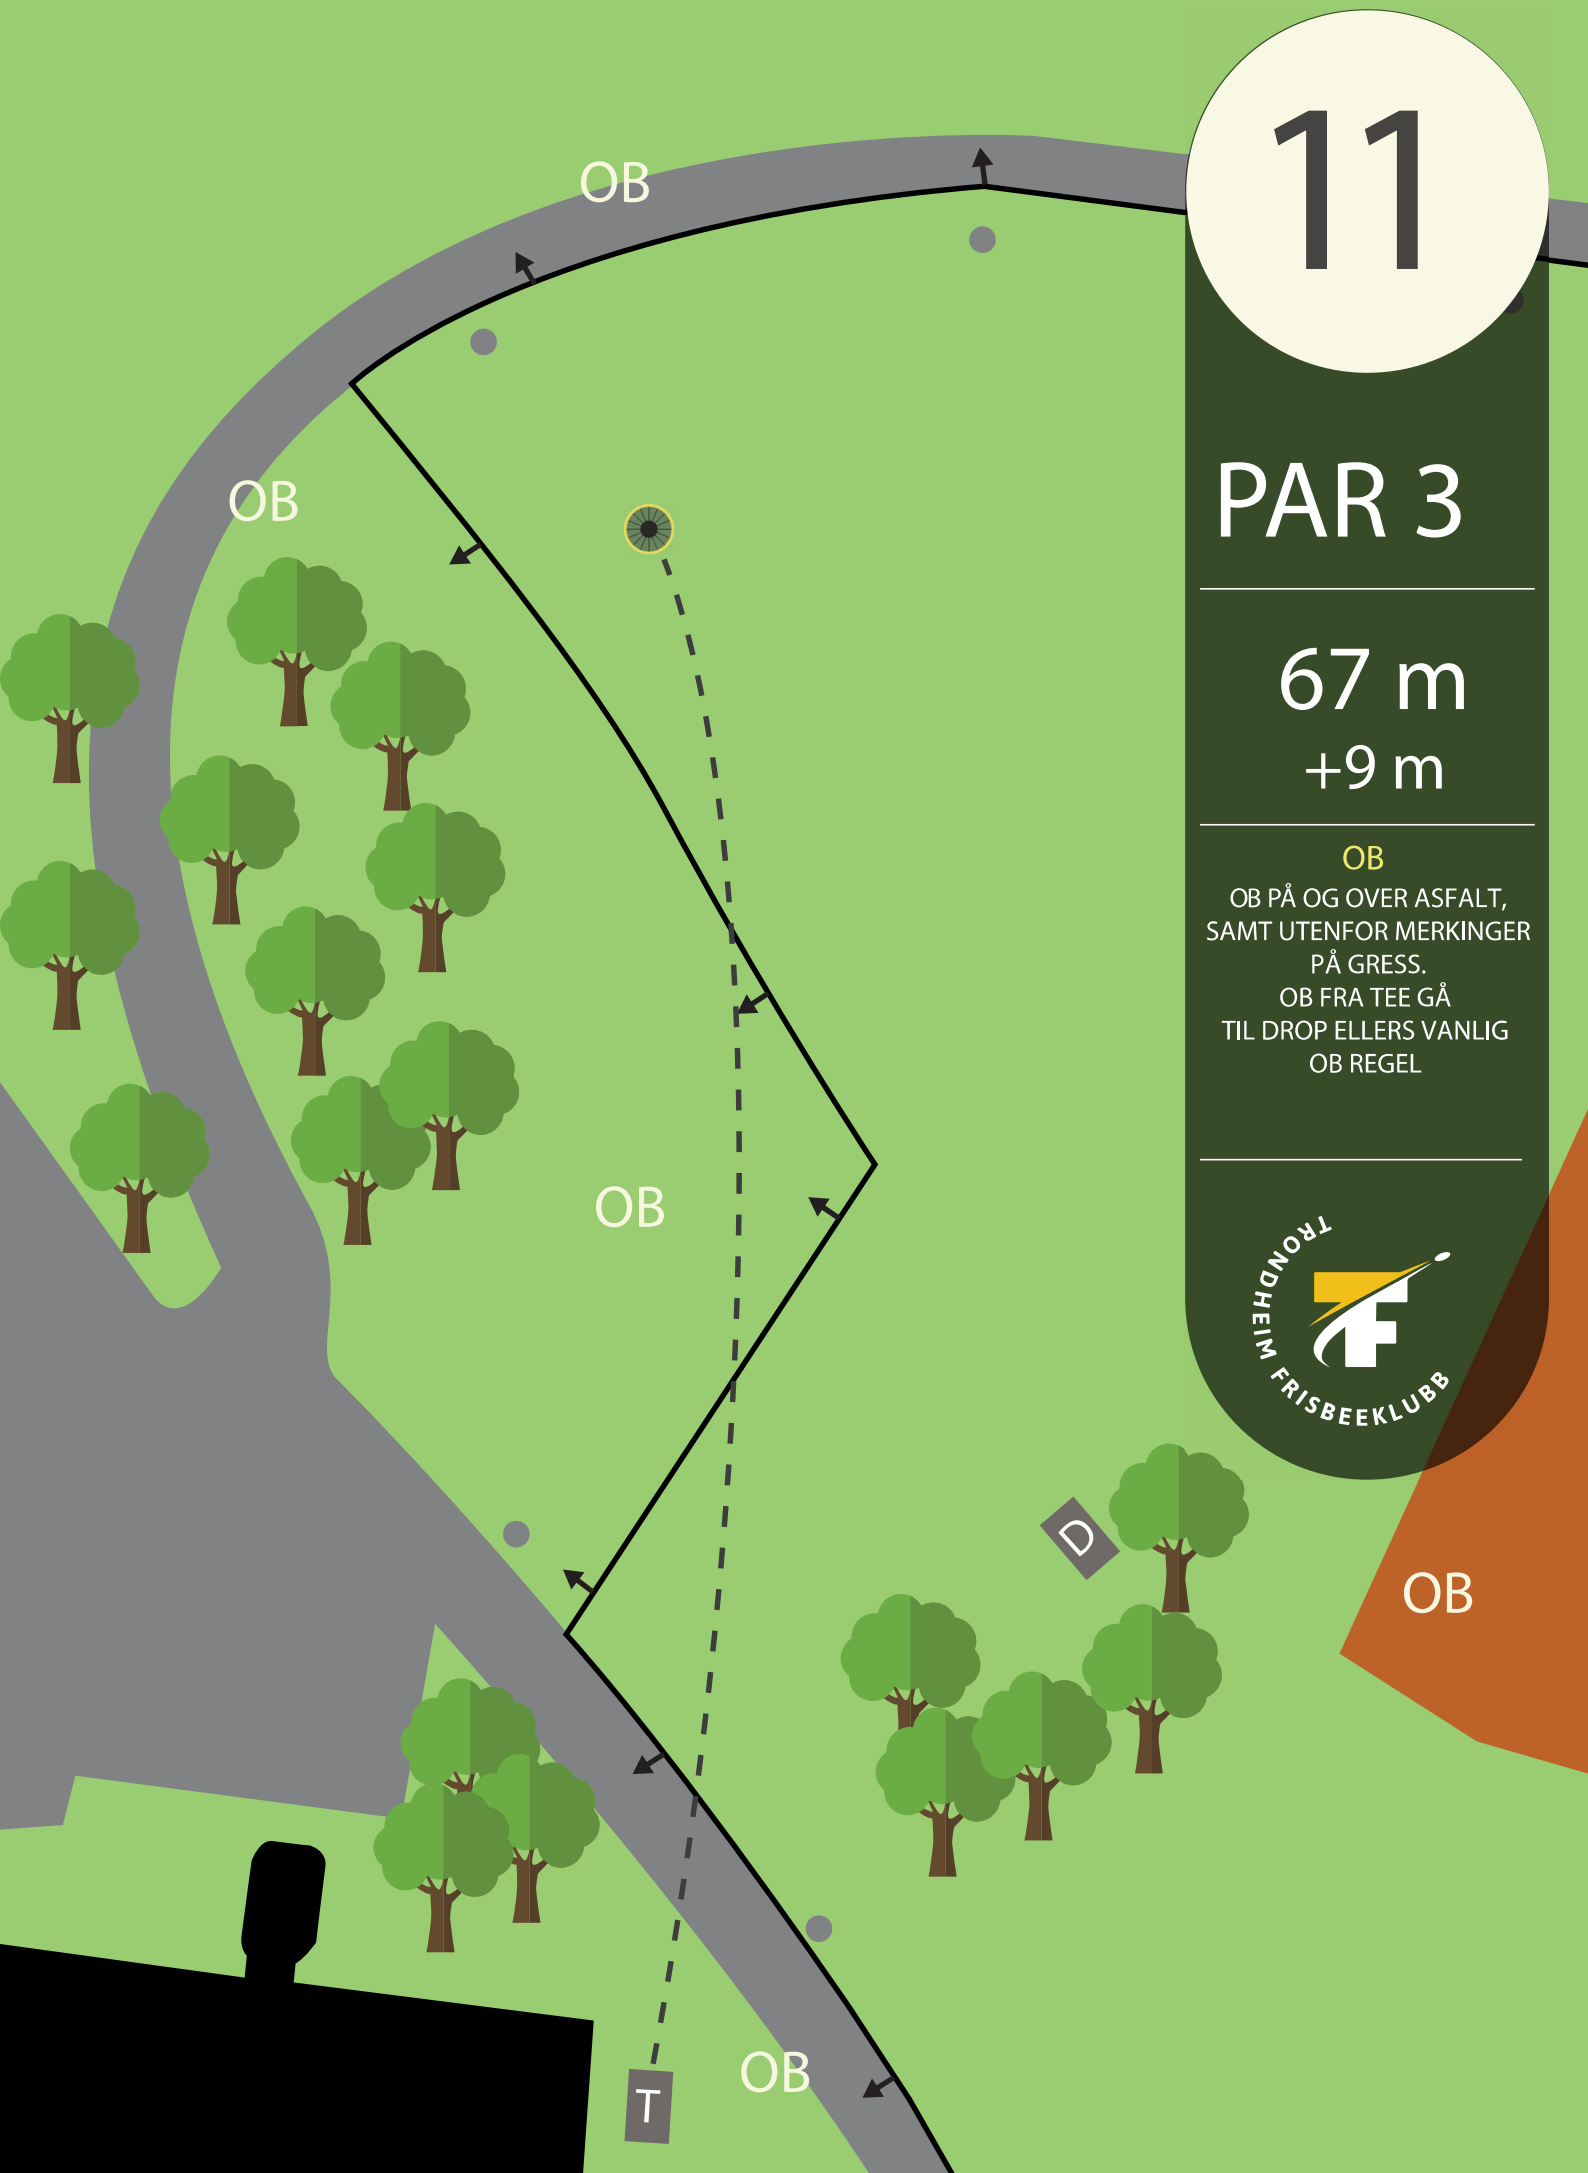 11
PAR 3
67 m
+9 m
OB
OB PÅ OG OVER ASFALT,
SAMT UTENFOR MERKINGER
PÅ GRESS.
OB FRA TEE GÅ
TIL DROP ELLERS VANLIG
OB REGEL
TRONDHEIM FRISBEEKLUBB
OB
OB
OB
D
OB
OB
T